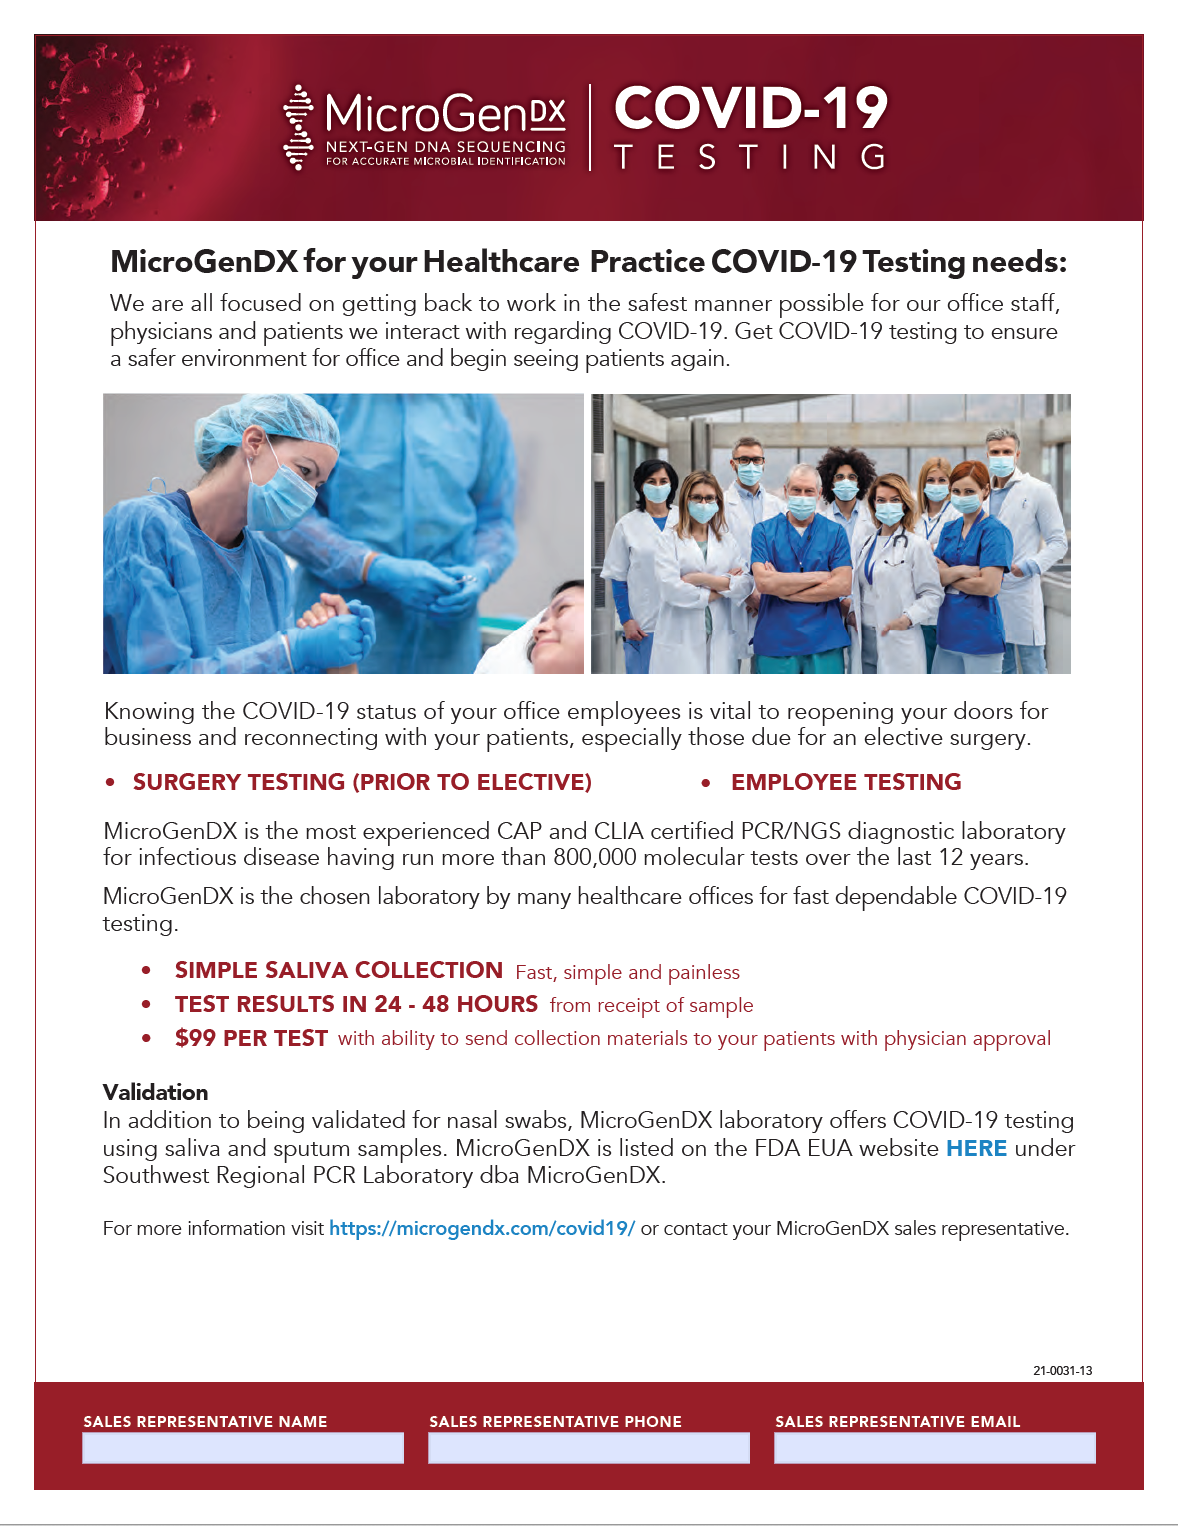 MicroGenDX
NEXT-GEN DNA SEQUENCING
FOR ACCURATE MICROBIAL IDENTIFICATION
COVID-19
TESTING
MicroGenDX for your Healthcare Practice COVID-19 Testing needs:
We are all focused on getting back to work in the safest manner possible for our office staff,
physicians and patients we interact with regarding COVID-19. Get COVID-19 testing to ensure
a safer environment for office and begin seeing patients again.
Knowing the COVID-19 status of your office employees is vital to reopening your doors for
business and reconnecting with your patients, especially those due for an elective surgery.
• SURGERY TESTING (PRIOR TO ELECTIVE)
• EMPLOYEE TESTING
MicroGenDX is the most experienced CAP and CLIA certified PCR/NGS diagnostic laboratory
for infectious disease having run more than 800,000 molecular tests over the last 12 years.
MicroGenDX is the chosen laboratory by many healthcare offices for fast dependable COVID-19
testing.
• SIMPLE SALIVA COLLECTION Fast, simple and painless
• TEST RESULTS IN 24 - 48 HOURS from receipt of sample
• $99 PER TEST with ability to send collection materials to your patients with physician approval
Validation
In addition to being validated for nasal swabs, MicroGenDX laboratory offers COVID-19 testing
using saliva and sputum samples. MicroGenDX is listed on the FDA EUA website HERE under
Southwest Regional PCR Laboratory dba MicroGenDX.
For more information visit https://microgendx.com/covid19/ or contact your MicroGenDX sales representative.
21-0031-13
SALES REPRESENTATIVE NAME
SALES REPRESENTATIVE PHONE
SALES REPRESENTATIVE EMAIL